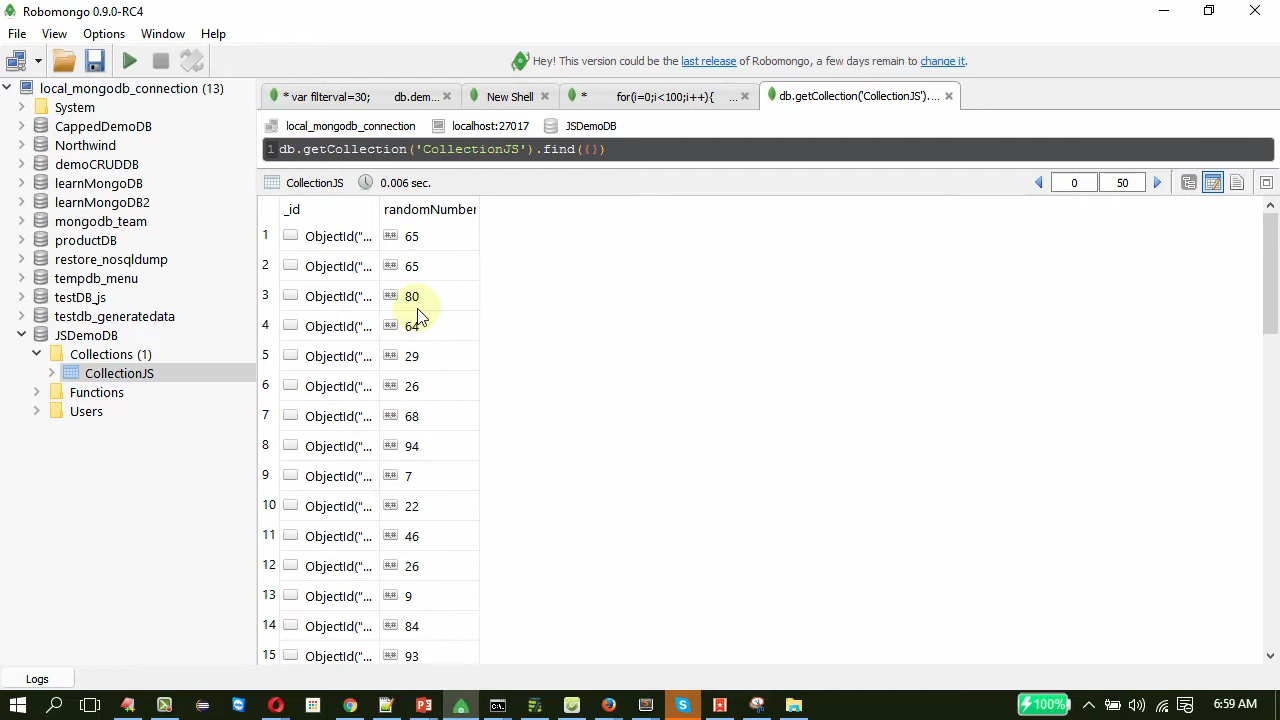 Robomongo 0.9.0-RC4
File View Options Window Help
Hey! This version could be the last release of Robomongo, a few days remain to change it.
local_mongodb_connection (13)
System
CappedDemoDB
Northwind
demoCRUDDB
learnMongoDB
learnMongoDB2
mongodb_team
productDB
restore_nosqldump
tempdb_menu
testDB_js
testdb_generatedata
JSDemoDB
Collections (1)
CollectionJS
Functions
Users
* var filterval=30; db.dem... New Shell * for(i=0;i<100;i++){ ... db.getCollection('CollectionJS')....
local_mongodb_connection localhost:27017 JSDemoDB
1 db.getCollection('CollectionJS').find({})
CollectionJS 0.006 sec. 0 50
_id randomNumber
1 ObjectId("... 65
2 ObjectId("... 65
3 ObjectId("... 80
4 ObjectId("... 64
5 ObjectId("... 29
6 ObjectId("... 26
7 ObjectId("... 68
8 ObjectId("... 94
9 ObjectId("... 7
10 ObjectId("... 22
11 ObjectId("... 46
12 ObjectId("... 26
13 ObjectId("... 9
14 ObjectId("... 84
15 ObjectId("... 93
Logs
100% 6:59 AM